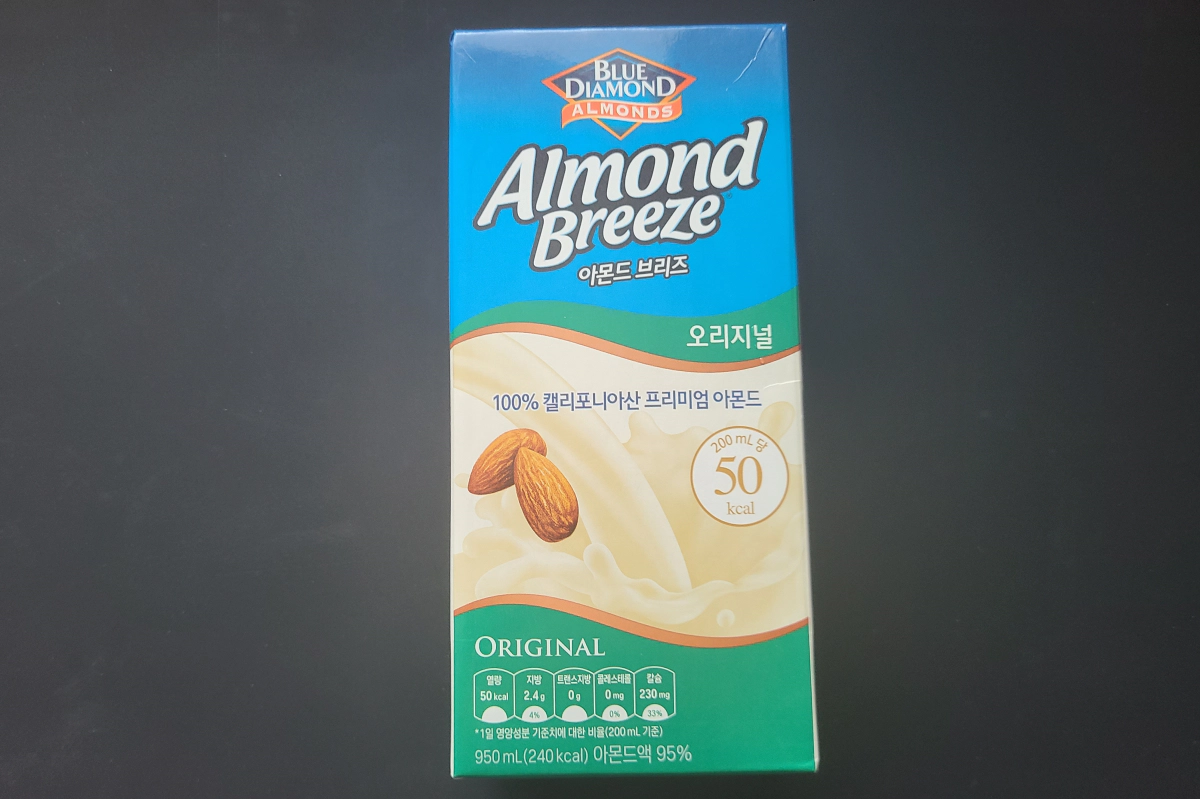 BLUE
DIAMOND
ALMONDS
Almond
Breeze
아몬드 브리즈
오리지널
100% 캘리포니아산 프리미엄 아몬드
200 mL 당
50
kcal
ORIGINAL
열량 지방 트랜스지방 콜레스테롤 칼슘
50 kcal 2.4 g 0 g 0 mg 230 mg
4% 0% 33%
*1일 영양성분 기준치에 대한 비율(200 mL 기준)
950 mL(240 kcal) 아몬드액 95%